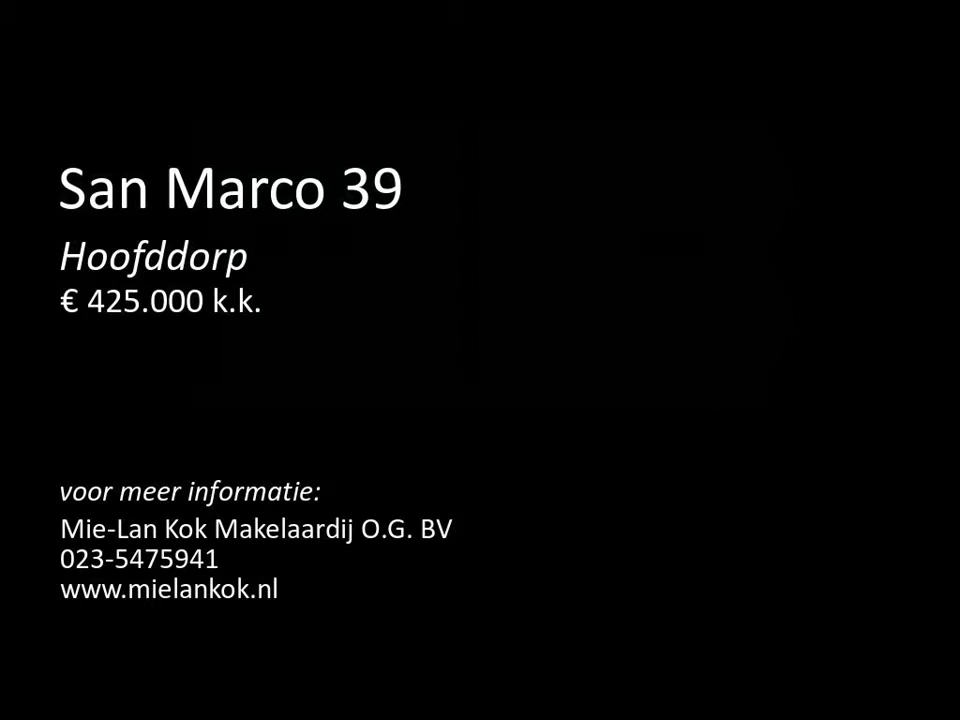 San Marco 39
Hoofddorp
€ 425.000 k.k.
voor meer informatie:
Mie-Lan Kok Makelaardij O.G. BV
023-5475941
www.mielankok.nl